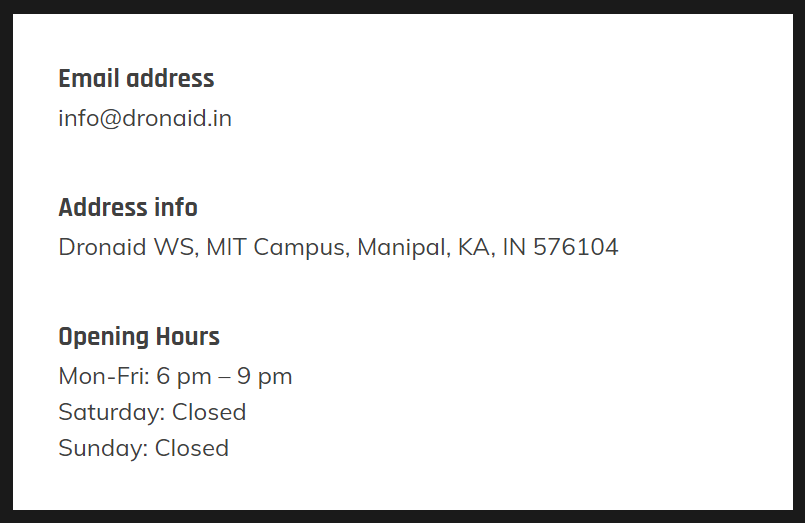 Email address
info@dronaid.in
Address info
Dronaid WS, MIT Campus, Manipal, KA, IN 576104
Opening Hours
Mon-Fri: 6 pm – 9 pm
Saturday: Closed
Sunday: Closed